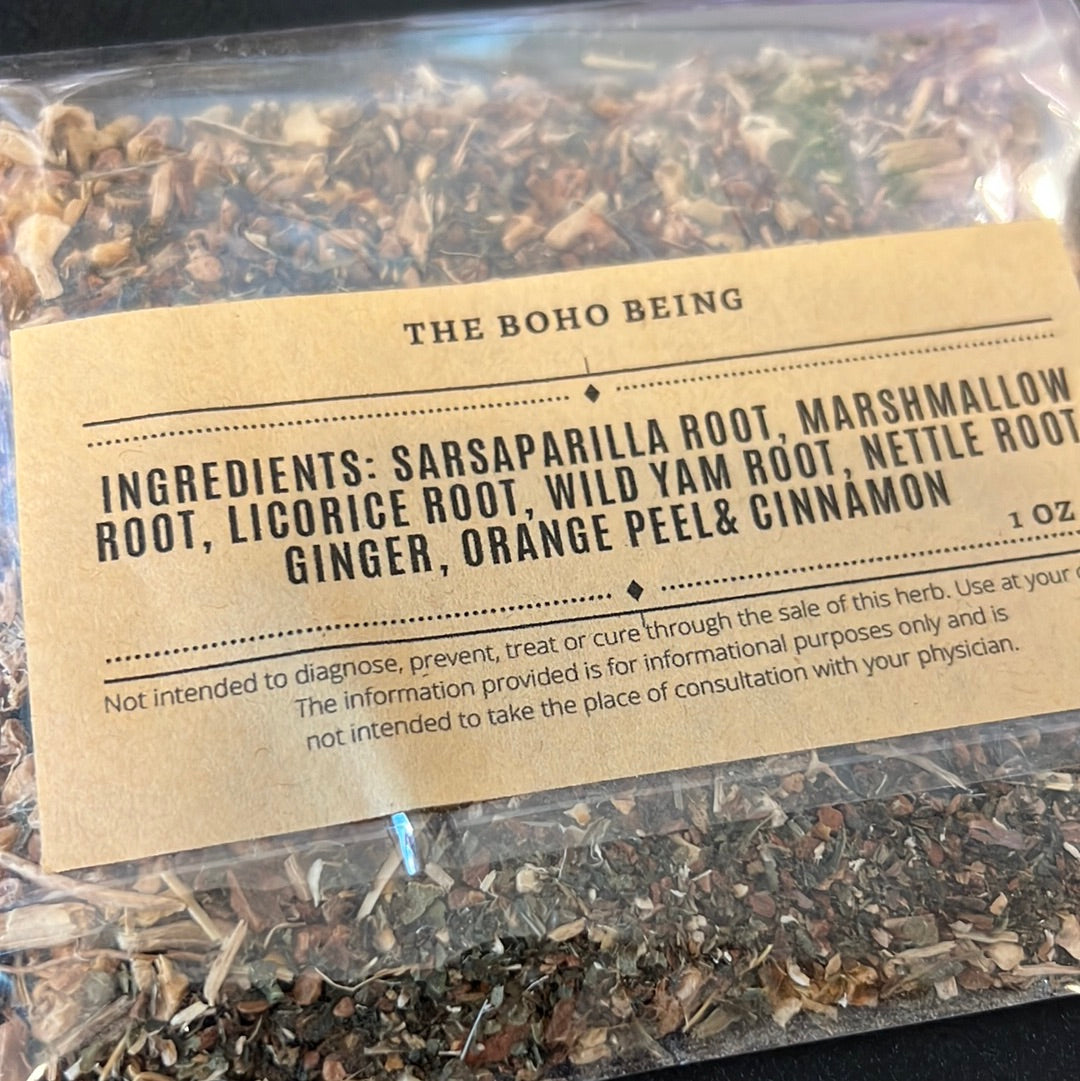 THE BOHO BEING
INGREDIENTS: SARSAPARILLA ROOT, MARSHMALLOW
ROOT, LICORICE ROOT, WILD YAM ROOT, NETTLE ROOT
GINGER, ORANGE PEEL& CINNAMON
1 OZ
Not intended to diagnose, prevent, treat or cure through the sale of this herb. Use at your
The information provided is for informational purposes only and is
not intended to take the place of consultation with your physician.